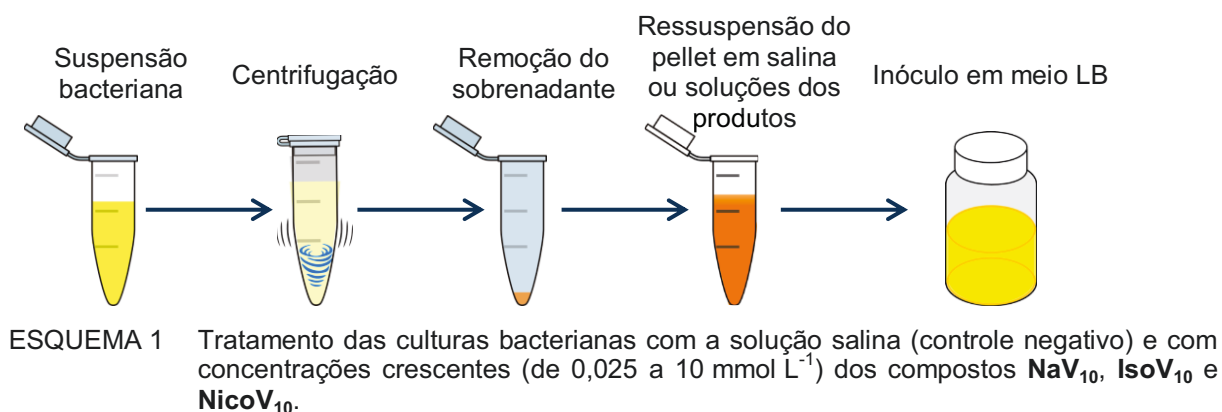 Suspensão
bacteriana
Centrifugação
Remoção do
sobrenadante
Ressuspensão do
pellet em salina
ou soluções dos
produtos
Inóculo em meio LB
ESQUEMA 1 Tratamento das culturas bacterianas com a solução salina (controle negativo) e com
concentrações crescentes (de 0,025 a 10 mmol L⁻¹) dos compostos NaV₁₀, IsoV₁₀ e
NicoV₁₀.